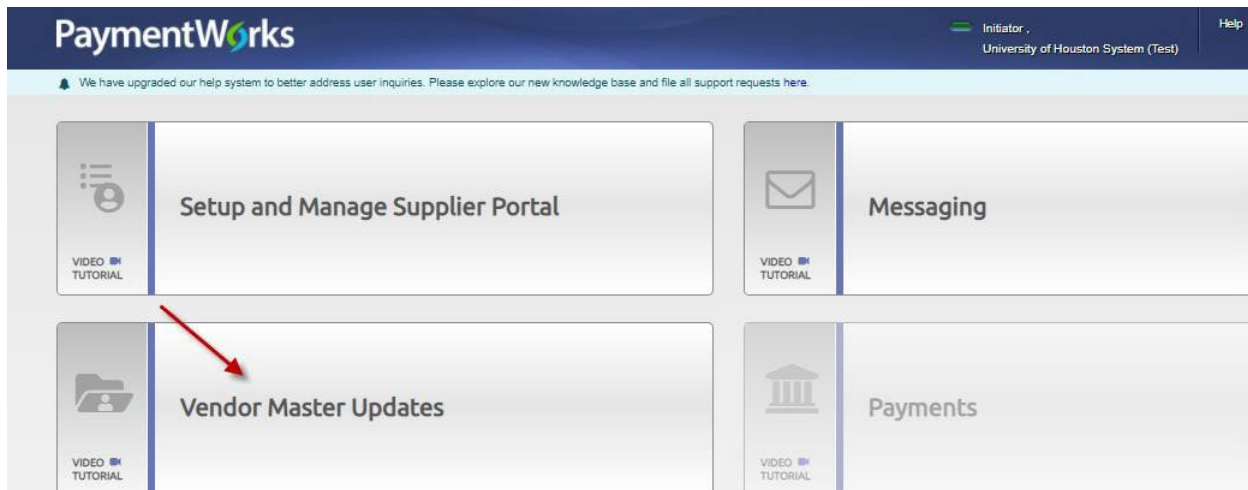 PaymentWorks
Initiator ,
University of Houston System (Test)
Help
We have upgraded our help system to better address user inquiries. Please explore our new knowledge base and file all support requests here.
Setup and Manage Supplier Portal
VIDEO
TUTORIAL
Messaging
VIDEO
TUTORIAL
Vendor Master Updates
VIDEO
TUTORIAL
Payments
VIDEO
TUTORIAL